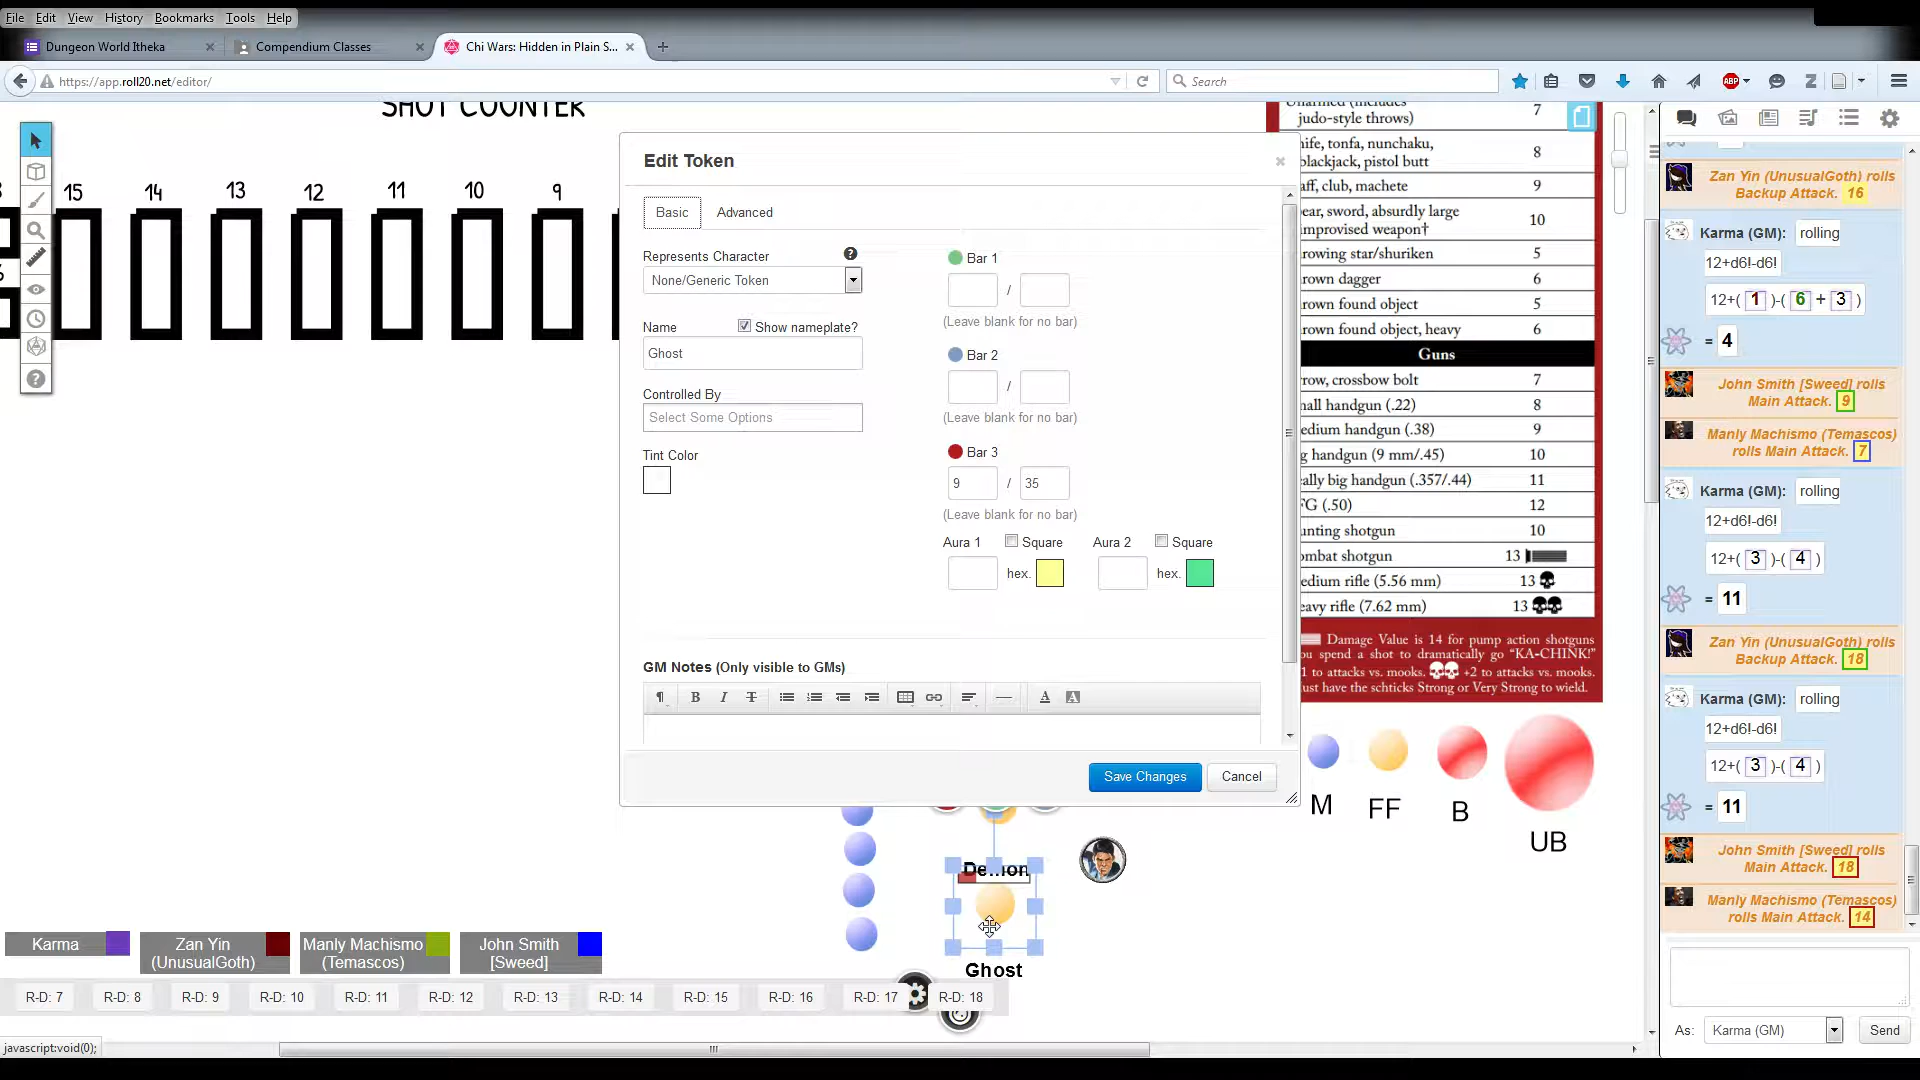 File Edit View History Bookmarks Tools Help
Dungeon World Itheka
Compendium Classes
Chi Wars: Hidden in Plain S...
https://app.roll20.net/editor/
Search
ABP
Z
SHOT COUNTER
15 14 13 12 11 10 9
Edit Token
Basic
Advanced
Represents Character
None/Generic Token
Name
Show nameplate?
Ghost
Controlled By
Select Some Options
Tint Color
Bar 1
/
(Leave blank for no bar)
Bar 2
/
(Leave blank for no bar)
Bar 3
9 / 35
(Leave blank for no bar)
Aura 1
Square
Aura 2
Square
hex.
hex.
GM Notes (Only visible to GMs)
Save Changes
Cancel
judo-style throws) 7
nife, tonfa, nunchaku,
blackjack, pistol butt 8
aff, club, machete 9
ear, sword, absurdly large
mprovised weapon† 10
rowing star/shuriken 5
rown dagger 6
rown found object 5
rown found object, heavy 6
Guns
row, crossbow bolt 7
nall handgun (.22) 8
edium handgun (.38) 9
g handgun (9 mm/.45) 10
ally big handgun (.357/.44) 11
FG (.50) 12
unting shotgun 10
ombat shotgun 13
edium rifle (5.56 mm) 13
eavy rifle (7.62 mm) 13
Damage Value is 14 for pump action shotguns
ou spend a shot to dramatically go “KA-CHINK!”
1 to attacks vs. mooks. +2 to attacks vs. mooks.
ust have the schticks Strong or Very Strong to wield.
M
FF
B
UB
Ghost
Karma
Zan Yin
(UnusualGoth)
Manly Machismo
(Temascos)
John Smith
[Sweed]
R-D: 7
R-D: 8
R-D: 9
R-D: 10
R-D: 11
R-D: 12
R-D: 13
R-D: 14
R-D: 15
R-D: 16
R-D: 17
R-D: 18
javascript:void(0);
Zan Yin (UnusualGoth) rolls
Backup Attack. 16
Karma (GM): rolling
12+d6!-d6!
12+( 1 )-( 6 + 3 )
= 4
John Smith [Sweed] rolls
Main Attack. 9
Manly Machismo (Temascos)
rolls Main Attack. 7
Karma (GM): rolling
12+d6!-d6!
12+( 3 )-( 4 )
= 11
Zan Yin (UnusualGoth) rolls
Backup Attack. 18
Karma (GM): rolling
12+d6!-d6!
12+( 3 )-( 4 )
= 11
John Smith [Sweed] rolls
Main Attack. 18
Manly Machismo (Temascos)
rolls Main Attack. 14
As: Karma (GM)
Send